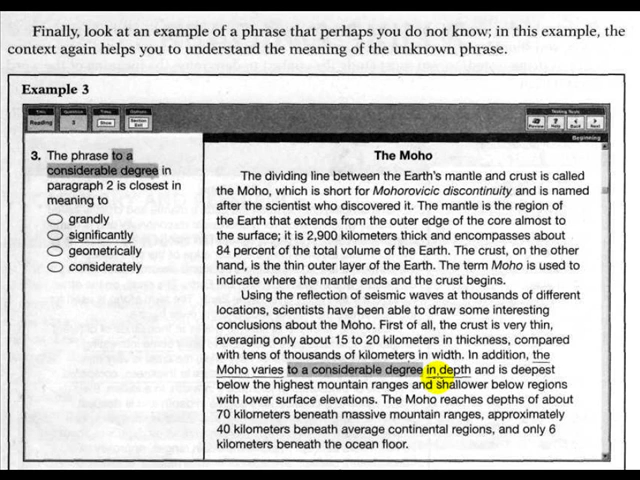 Finally, look at an example of a phrase that perhaps you do not know; in this example, the
context again helps you to understand the meaning of the unknown phrase.
Example 3
Reading
3
Show
Section
Exit
Review
Help
Back
Next
Beginning
3. The phrase to a
considerable degree in
paragraph 2 is closest in
meaning to
grandly
significantly
geometrically
considerately
The Moho
The dividing line between the Earth's mantle and crust is called
the Moho, which is short for Mohorovicic discontinuity and is named
after the scientist who discovered it. The mantle is the region of
the Earth that extends from the outer edge of the core almost to
the surface; it is 2,900 kilometers thick and encompasses about
84 percent of the total volume of the Earth. The crust, on the other
hand, is the thin outer layer of the Earth. The term Moho is used to
indicate where the mantle ends and the crust begins.
Using the reflection of seismic waves at thousands of different
locations, scientists have been able to draw some interesting
conclusions about the Moho. First of all, the crust is very thin,
averaging only about 15 to 20 kilometers in thickness, compared
with tens of thousands of kilometers in width. In addition, the
Moho varies to a considerable degree in depth and is deepest
below the highest mountain ranges and shallower below regions
with lower surface elevations. The Moho reaches depths of about
70 kilometers beneath massive mountain ranges, approximately
40 kilometers beneath average continental regions, and only 6
kilometers beneath the ocean floor.